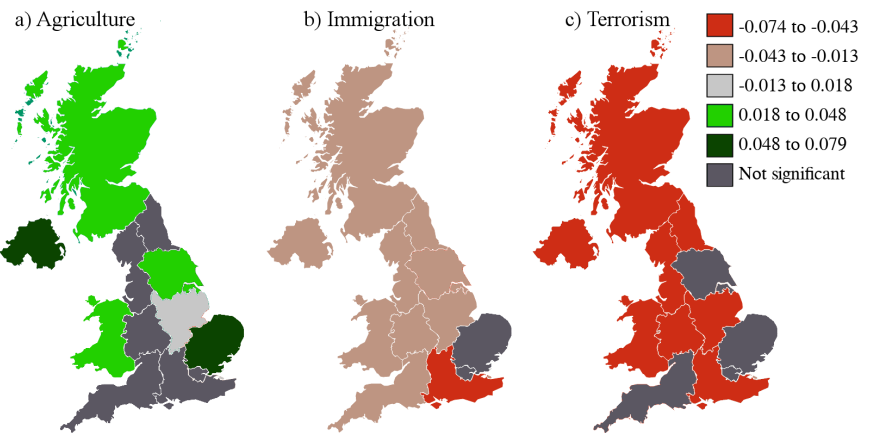 a) Agriculture
b) Immigration
c) Terrorism
-0.074 to -0.043
-0.043 to -0.013
-0.013 to 0.018
0.018 to 0.048
0.048 to 0.079
Not significant